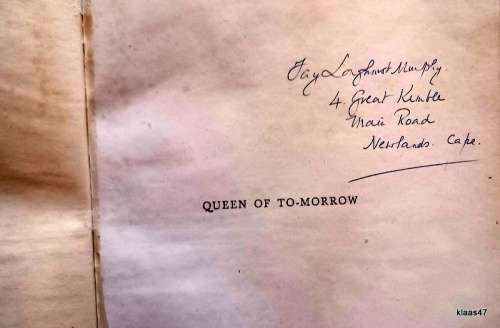 Fay Longhurst Murphy.
4. Great Kemble
Main Road
Newlands. Cape.
QUEEN OF TO-MORROW
klaas47